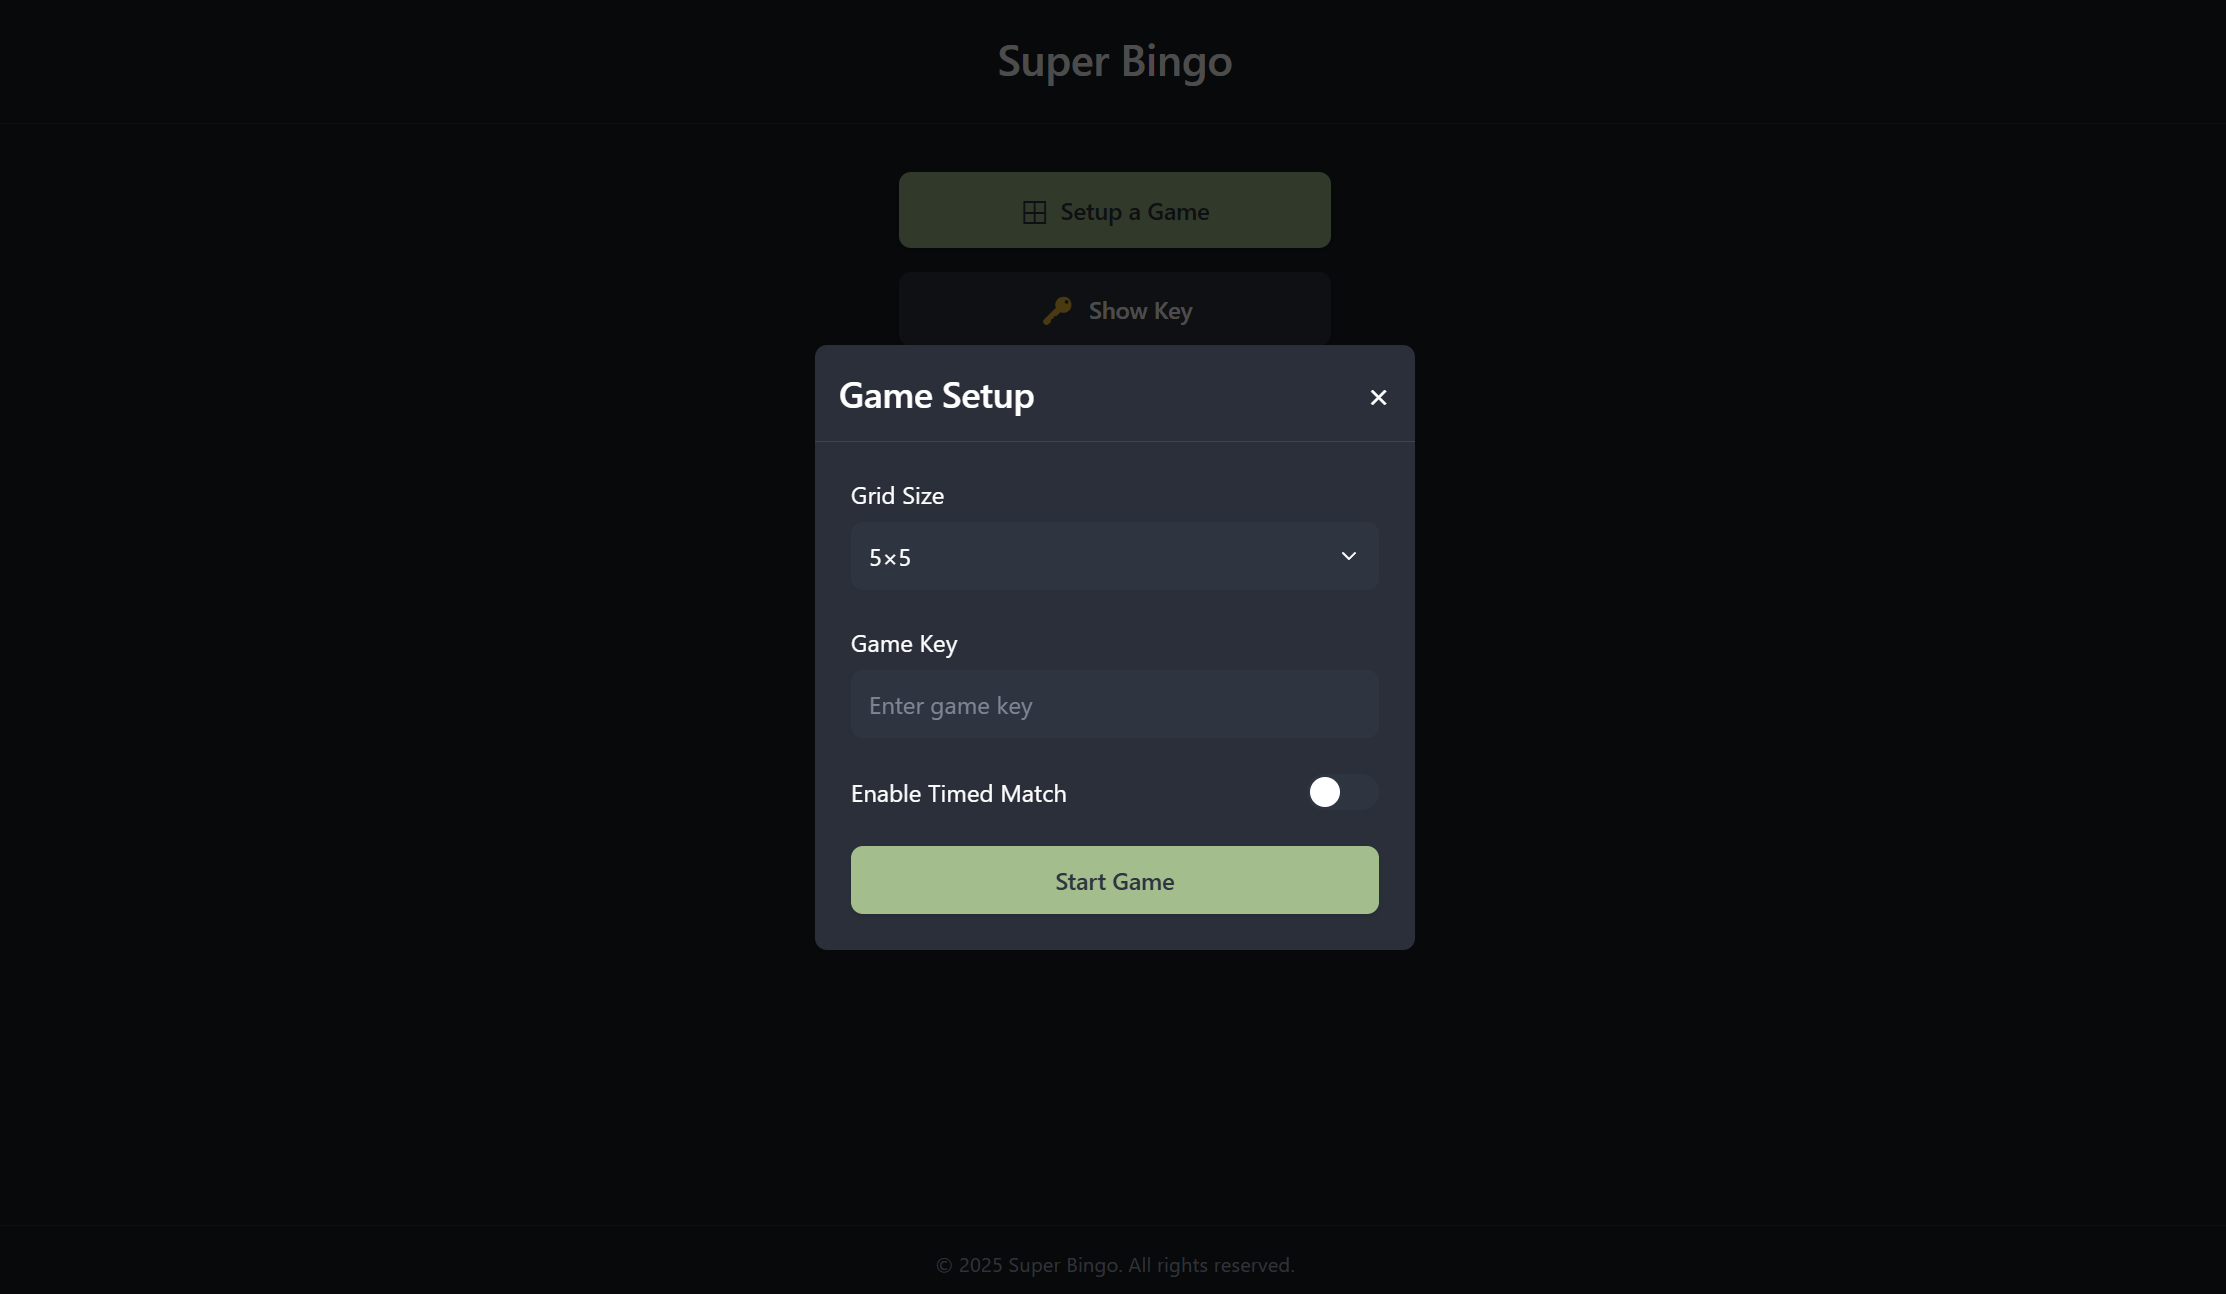 Super Bingo
Setup a Game
Show Key
Game Setup
Grid Size
5×5
Game Key
Enter game key
Enable Timed Match
Start Game
© 2025 Super Bingo. All rights reserved.